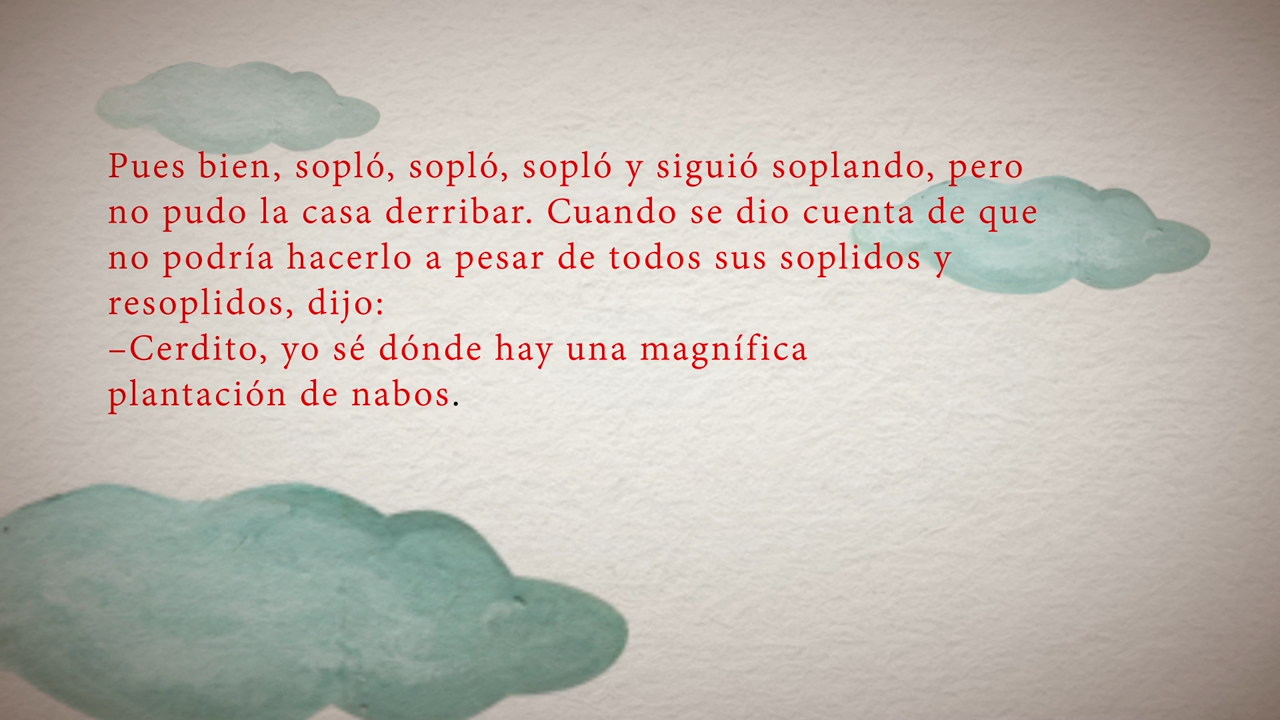 Pues bien, sopló, sopló, sopló y siguió soplando, pero
no pudo la casa derribar. Cuando se dio cuenta de que
no podría hacerlo a pesar de todos sus soplidos y
resoplidos, dijo:
–Cerdito, yo sé dónde hay una magnífica
plantación de nabos.